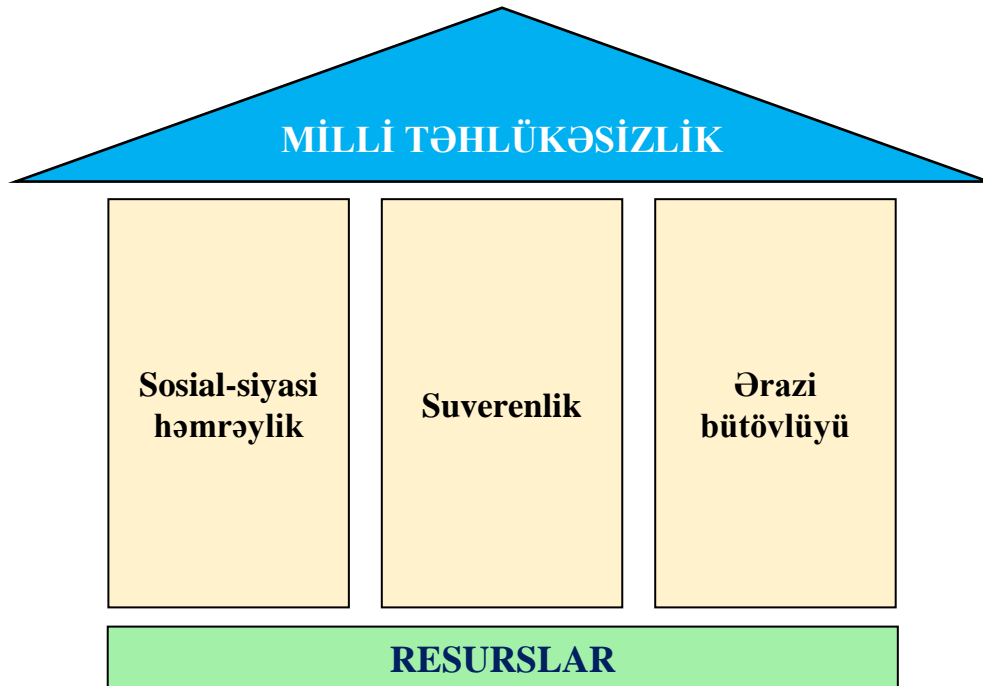 MİLLİ TƏHLÜKƏSİZLİK
Sosial-siyasi
həmrəylik
Suverenlik
Ərazi
bütövlüyü
RESURSLAR